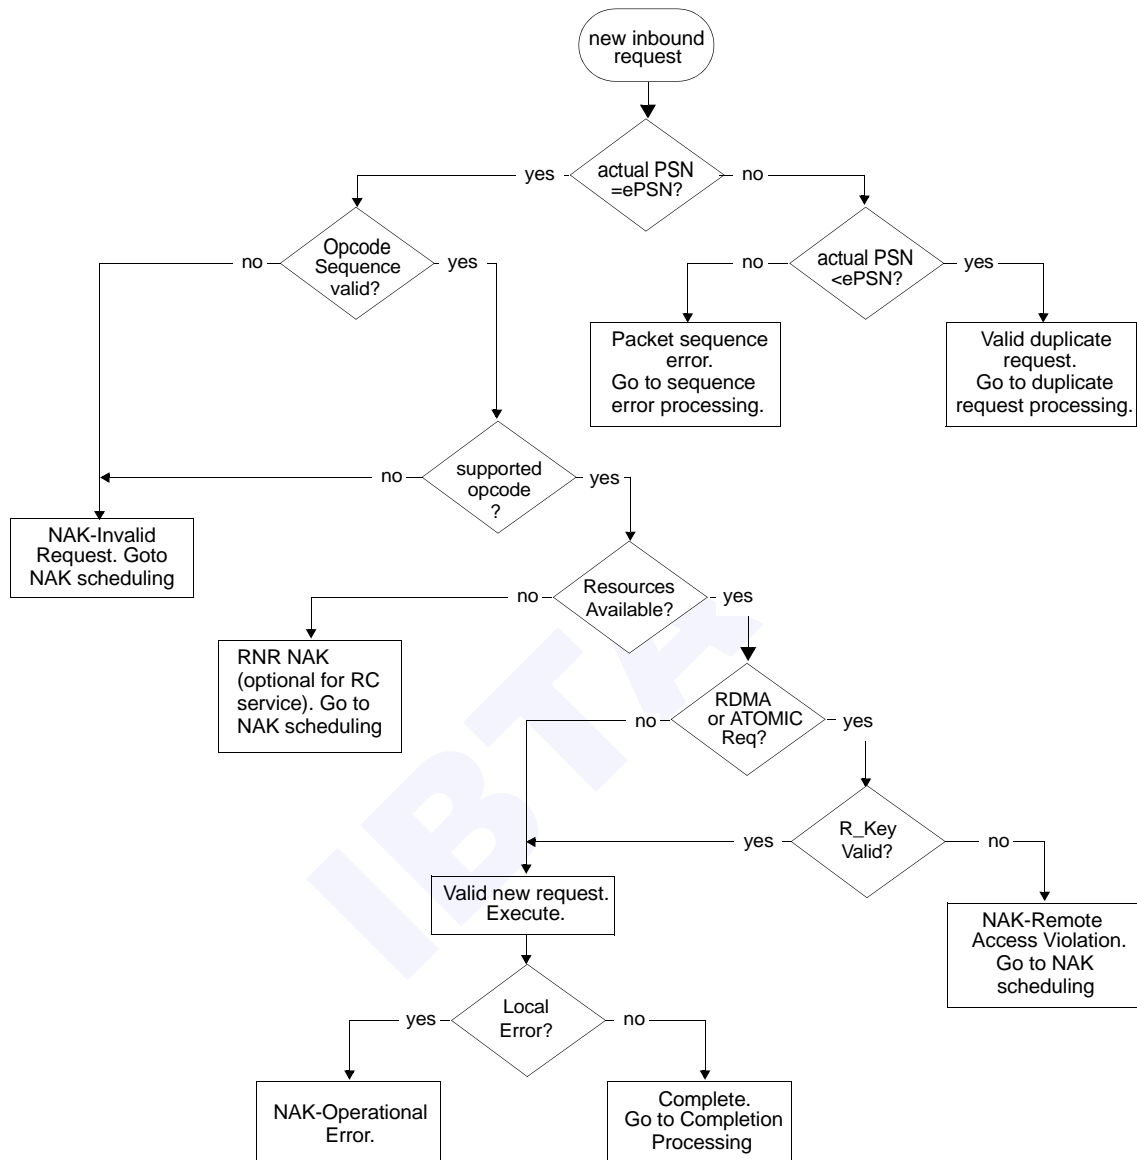 new inbound
request
actual PSN
=ePSN?
yes
no
Opcode
Sequence
valid?
no
yes
actual PSN
<ePSN?
no
yes
Packet sequence
error.
Go to sequence
error processing.
Valid duplicate
request.
Go to duplicate
request processing.
supported
opcode
?
no
yes
NAK-Invalid
Request. Goto
NAK scheduling
Resources
Available?
no
yes
RNR NAK
(optional for RC
service). Go to
NAK scheduling
RDMA
or ATOMIC
Req?
no
yes
R_Key
Valid?
yes
no
Valid new request.
Execute.
NAK-Remote
Access Violation.
Go to NAK
scheduling
Local
Error?
yes
no
NAK-Operational
Error.
Complete.
Go to Completion
Processing
IBTA